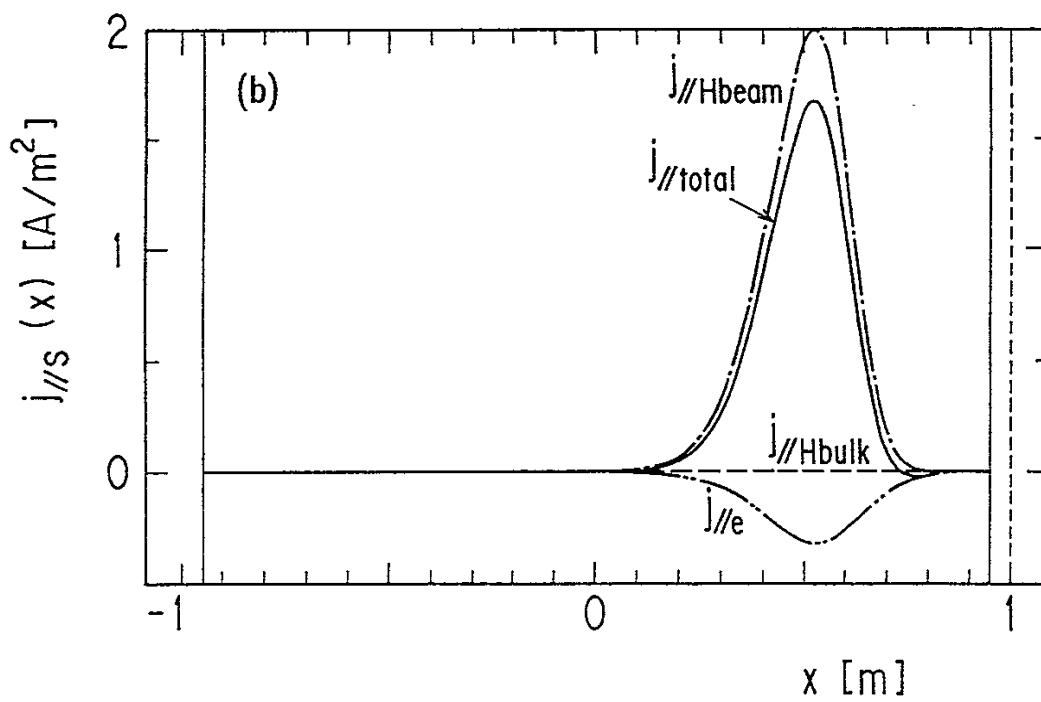 2
(b)
j//Hbeam
j//total
1
j//s (x) [A/m²]
j//Hbulk
0
j//e
-1 0 1
x [m]